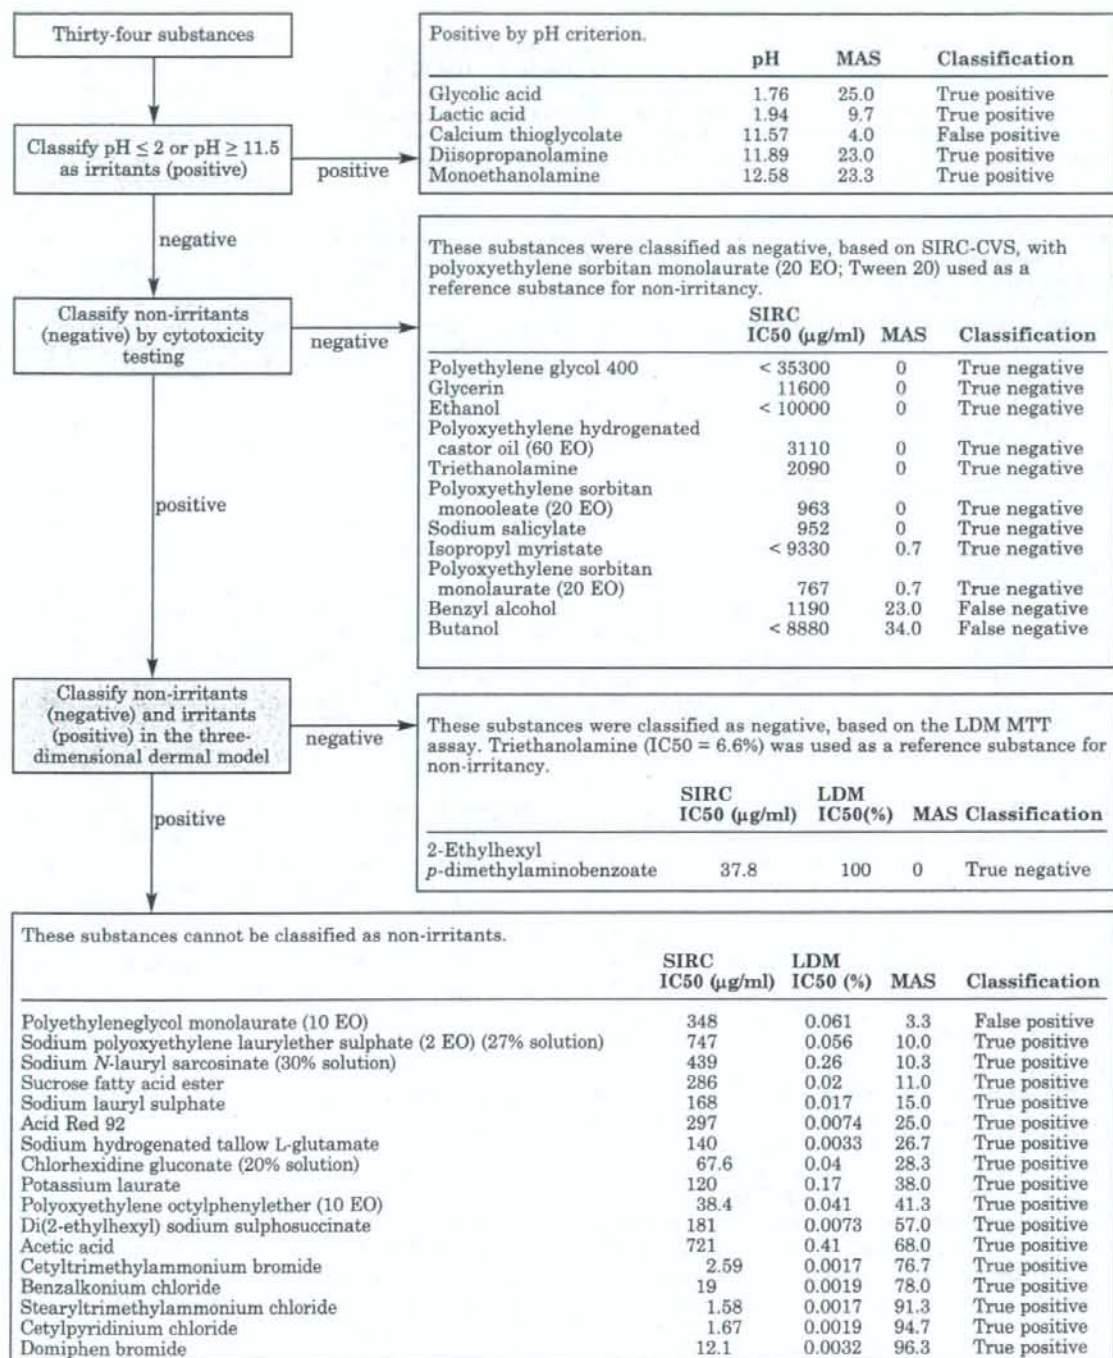 Thirty-four substances
Classify pH ≤ 2 or pH ≥ 11.5
as irritants (positive)
positive
Positive by pH criterion.
pH MAS Classification
Glycolic acid 1.76 25.0 True positive
Lactic acid 1.94 9.7 True positive
Calcium thioglycolate 11.57 4.0 False positive
Diisopropanolamine 11.89 23.0 True positive
Monoethanolamine 12.58 23.3 True positive
negative
Classify non-irritants
(negative) by cytotoxicity
testing
negative
These substances were classified as negative, based on SIRC-CVS, with
polyoxyethylene sorbitan monolaurate (20 EO; Tween 20) used as a
reference substance for non-irritancy.
SIRC
IC50 (µg/ml) MAS Classification
Polyethylene glycol 400 < 35300 0 True negative
Glycerin 11600 0 True negative
Ethanol < 10000 0 True negative
Polyoxyethylene hydrogenated
castor oil (60 EO) 3110 0 True negative
Triethanolamine 2090 0 True negative
Polyoxyethylene sorbitan
monooleate (20 EO) 963 0 True negative
Sodium salicylate 952 0 True negative
Isopropyl myristate < 9330 0.7 True negative
Polyoxyethylene sorbitan
monolaurate (20 EO) 767 0.7 True negative
Benzyl alcohol 1190 23.0 False negative
Butanol < 8880 34.0 False negative
positive
Classify non-irritants
(negative) and irritants
(positive) in the three-
dimensional dermal model
negative
These substances were classified as negative, based on the LDM MTT
assay. Triethanolamine (IC50 = 6.6%) was used as a reference substance for
non-irritancy.
SIRC LDM
IC50 (µg/ml) IC50(%) MAS Classification
2-Ethylhexyl
p-dimethylaminobenzoate 37.8 100 0 True negative
positive
These substances cannot be classified as non-irritants.
SIRC LDM
IC50 (µg/ml) IC50 (%) MAS Classification
Polyethyleneglycol monolaurate (10 EO) 348 0.061 3.3 False positive
Sodium polyoxyethylene laurylether sulphate (2 EO) (27% solution) 747 0.056 10.0 True positive
Sodium N-lauryl sarcosinate (30% solution) 439 0.26 10.3 True positive
Sucrose fatty acid ester 286 0.02 11.0 True positive
Sodium lauryl sulphate 168 0.017 15.0 True positive
Acid Red 92 297 0.0074 25.0 True positive
Sodium hydrogenated tallow L-glutamate 140 0.0033 26.7 True positive
Chlorhexidine gluconate (20% solution) 67.6 0.04 28.3 True positive
Potassium laurate 120 0.17 38.0 True positive
Polyoxyethylene octylphenylether (10 EO) 38.4 0.041 41.3 True positive
Di(2-ethylhexyl) sodium sulphosuccinate 181 0.0073 57.0 True positive
Acetic acid 721 0.41 68.0 True positive
Cetyltrimethylammonium bromide 2.59 0.0017 76.7 True positive
Benzalkonium chloride 19 0.0019 78.0 True positive
Stearyltrimethylammonium chloride 1.58 0.0017 91.3 True positive
Cetylpyridinium chloride 1.67 0.0019 94.7 True positive
Domiphen bromide 12.1 0.0032 96.3 True positive